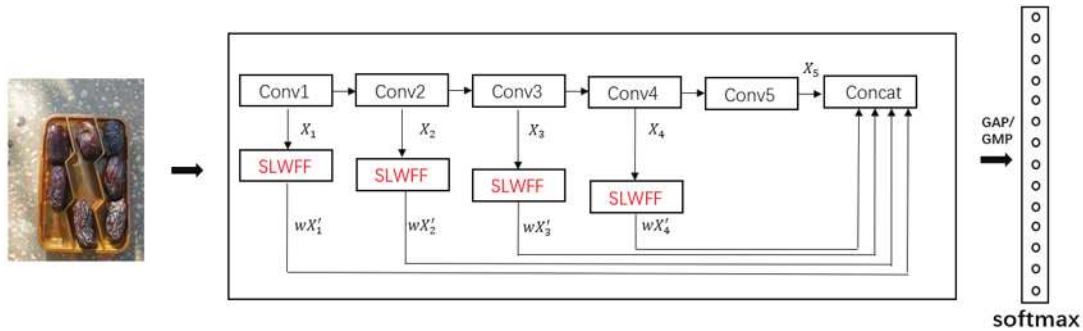 Conv1
Conv2
Conv3
Conv4
Conv5
X₅
Concat
X₁
X₂
X₃
X₄
SLWFF
SLWFF
SLWFF
SLWFF
wX′₁
wX′₂
wX′₃
wX′₄
GAP/
GMP
softmax